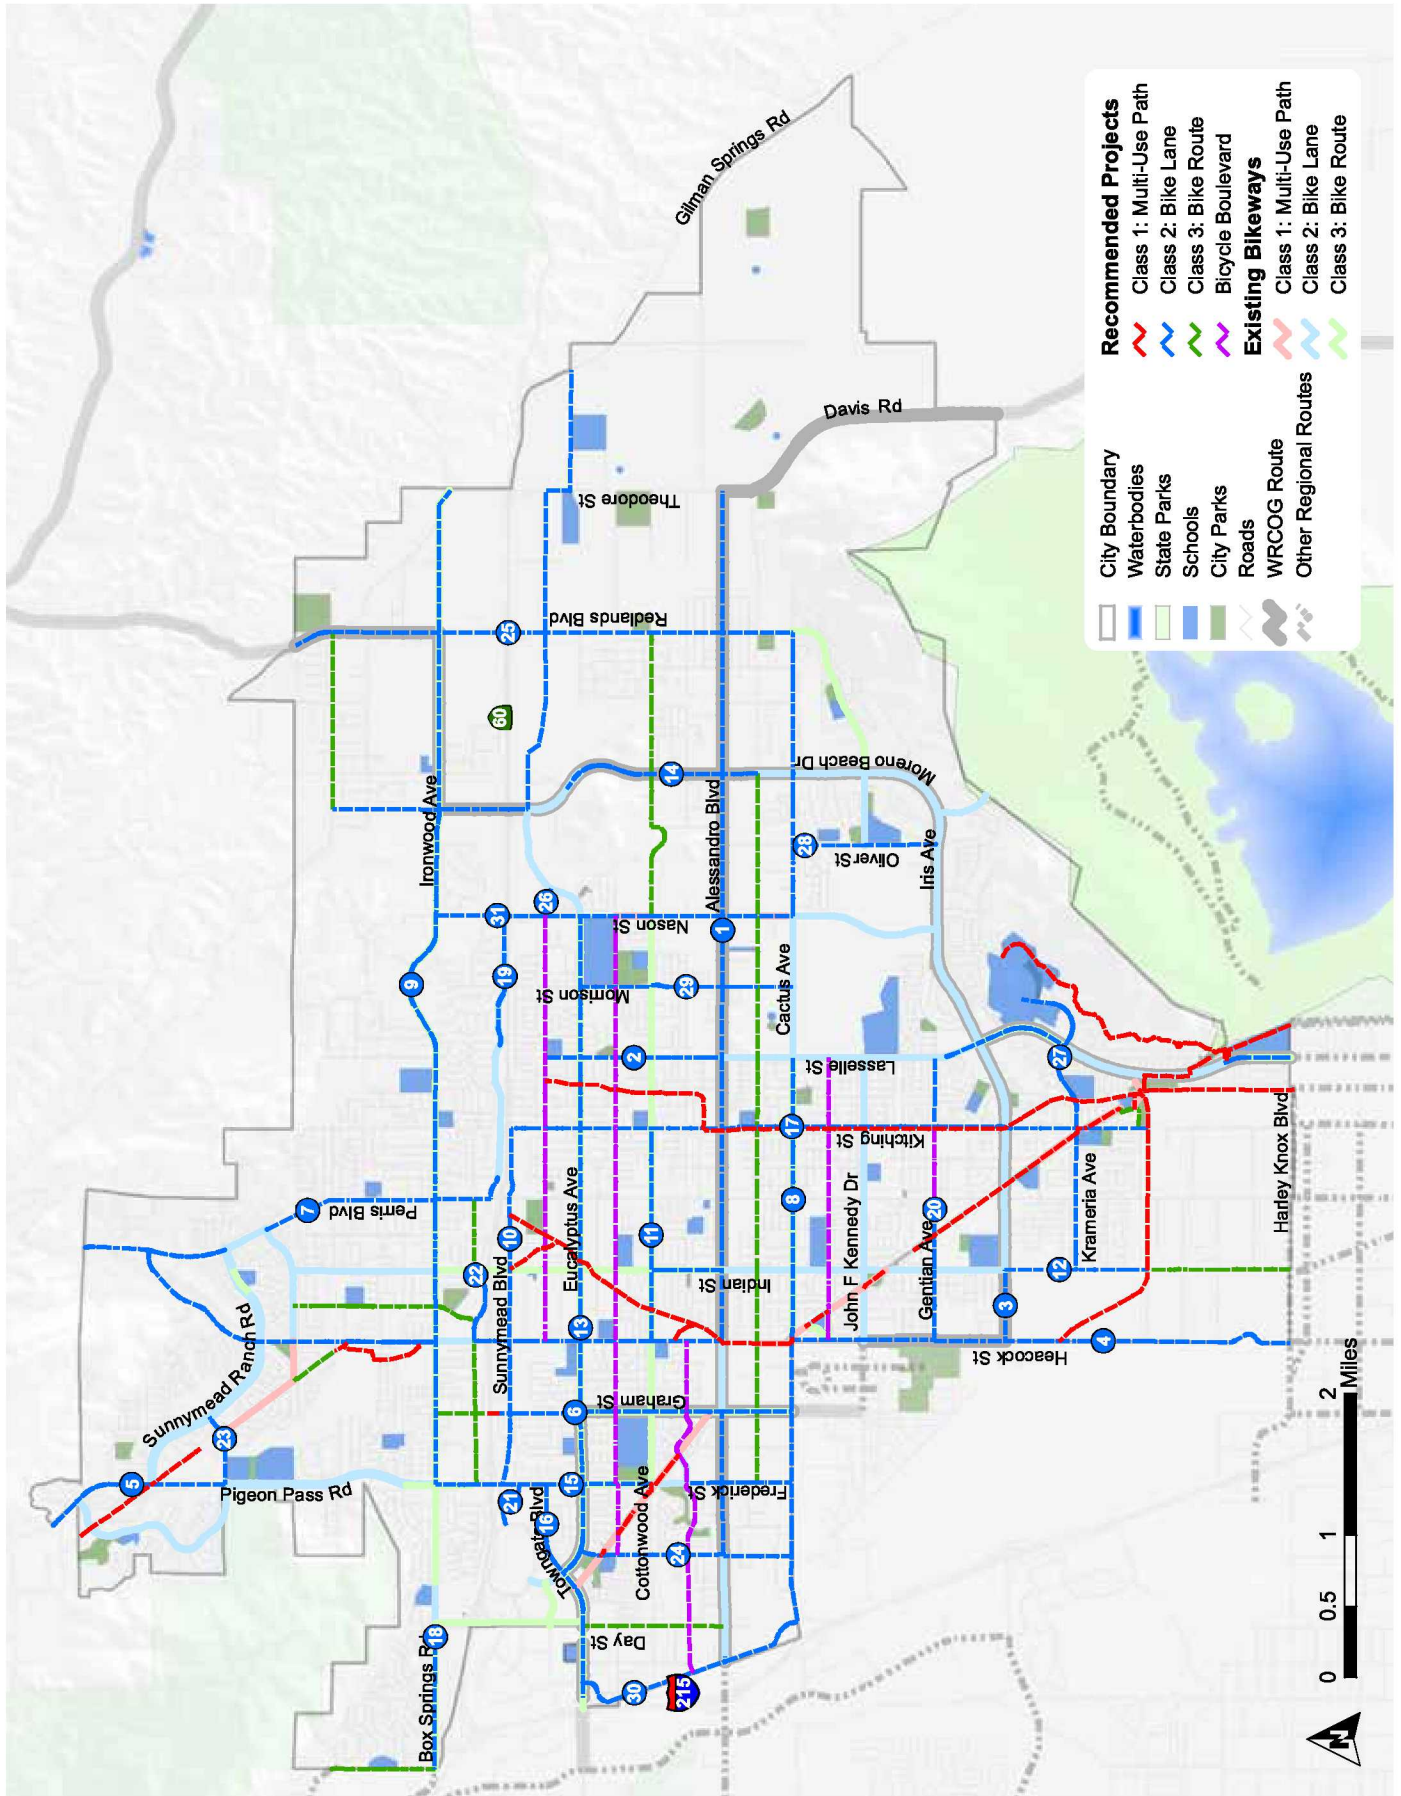 Gilman Springs Rd
Davis Rd
Theodore St
Redlands Blvd
25
60
Ironwood Ave
14
Moreno Beach Dr
Alessandro Blvd
28
Oliver St
Iris Ave
26
31
Nason St
1
9
19
Morrison St
29
Cactus Ave
2
Lasselle St
27
17
Kitching St
7
Perris Blvd
8
John F Kennedy Dr
20
Krameria Ave
Harley Knox Blvd
10
Eucalyptus Ave
11
22
Sunnymead Blvd
Indian St
Gentian Ave
12
3
13
4
Heacock St
Sunnymead Ranch Rd
6
Graham St
23
5
Pigeon Pass Rd
15
21
16
Towngate Blvd
Cottonwood Ave
Frederick St
24
18
Box Springs Rd
Day St
30
215
Recommended Projects
Class 1: Multi-Use Path
Class 2: Bike Lane
Class 3: Bike Route
Bicycle Boulevard
Existing Bikeways
Class 1: Multi-Use Path
Class 2: Bike Lane
Class 3: Bike Route
City Boundary
Waterbodies
State Parks
Schools
City Parks
Roads
WRCOG Route
Other Regional Routes
0 0.5 1 2
Miles
N